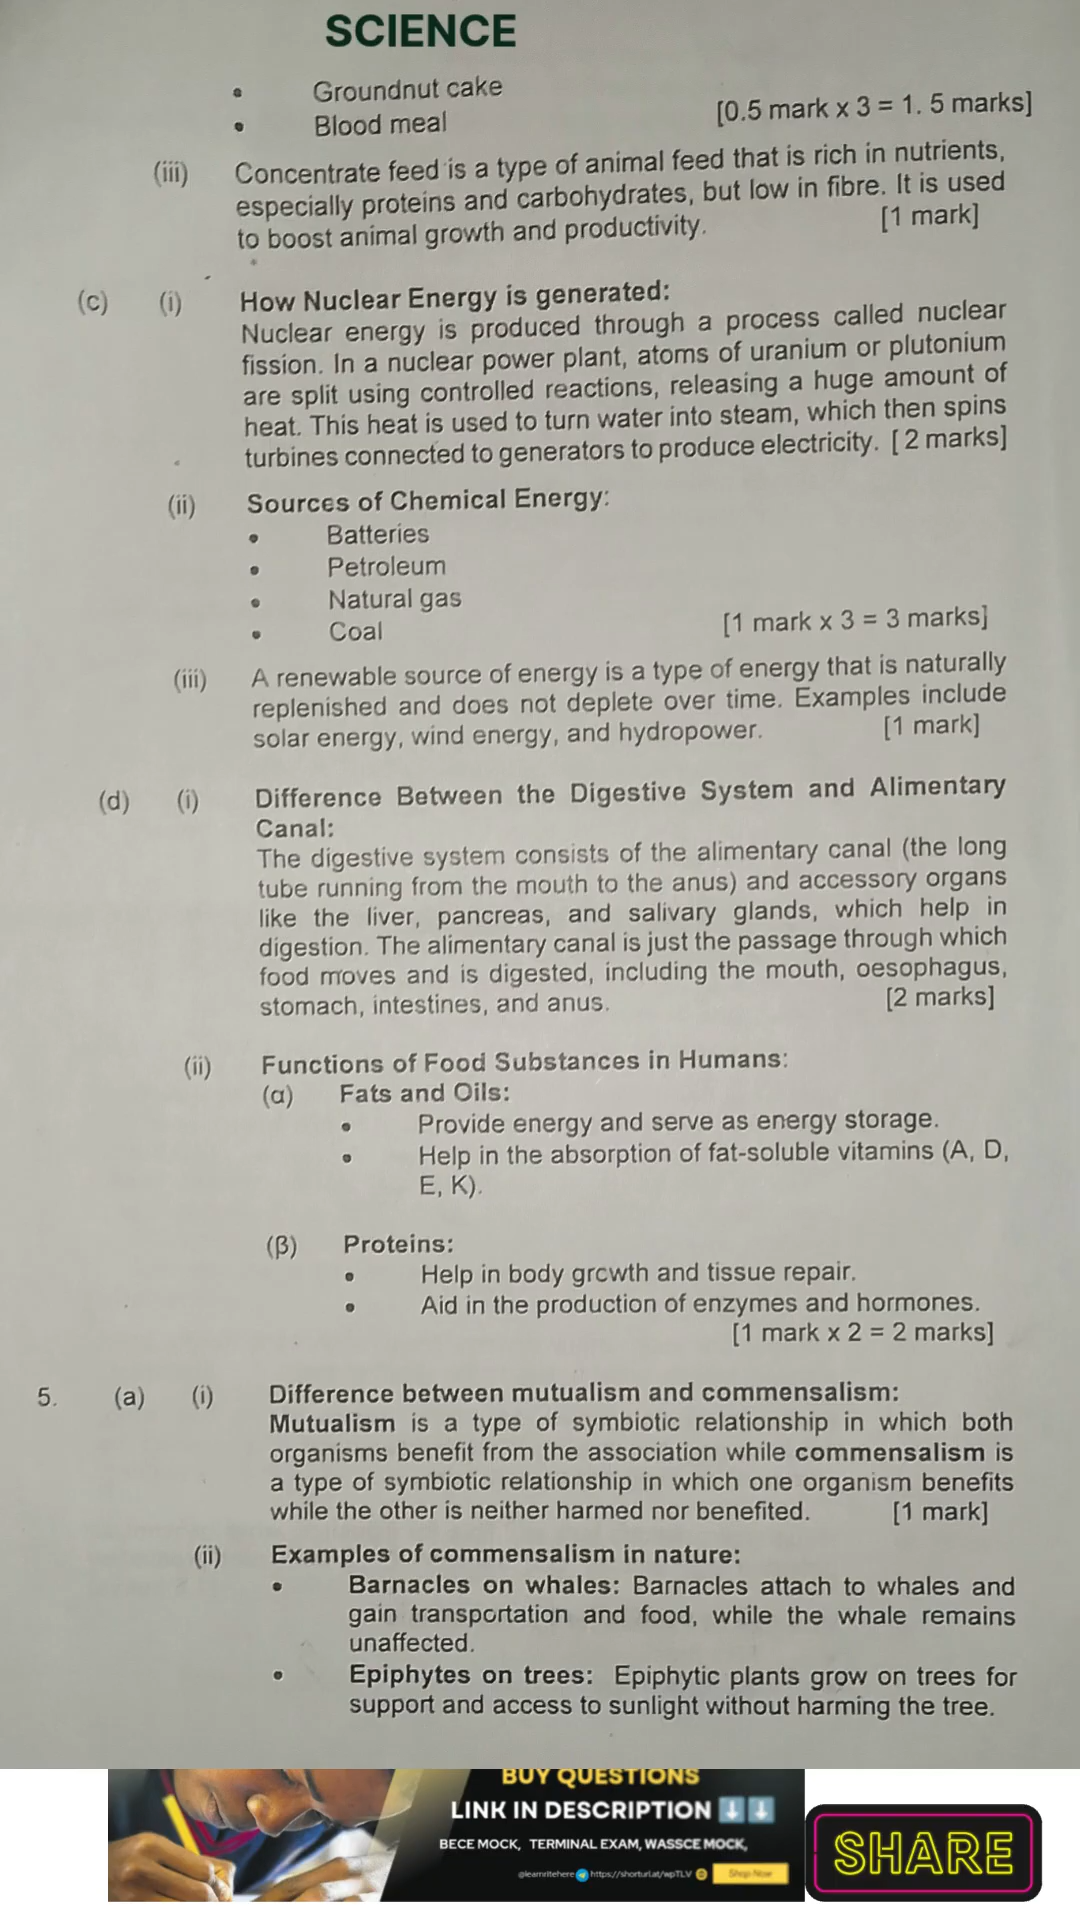 SCIENCE
• Groundnut cake
• Blood meal [0.5 mark x 3 = 1. 5 marks]
(iii) Concentrate feed is a type of animal feed that is rich in nutrients,
especially proteins and carbohydrates, but low in fibre. It is used
to boost animal growth and productivity. [1 mark]
(c) (i) How Nuclear Energy is generated:
Nuclear energy is produced through a process called nuclear
fission. In a nuclear power plant, atoms of uranium or plutonium
are split using controlled reactions, releasing a huge amount of
heat. This heat is used to turn water into steam, which then spins
turbines connected to generators to produce electricity. [ 2 marks]
(ii) Sources of Chemical Energy:
• Batteries
• Petroleum
• Natural gas
• Coal [1 mark x 3 = 3 marks]
(iii) A renewable source of energy is a type of energy that is naturally
replenished and does not deplete over time. Examples include
solar energy, wind energy, and hydropower. [1 mark]
(d) (i) Difference Between the Digestive System and Alimentary
Canal:
The digestive system consists of the alimentary canal (the long
tube running from the mouth to the anus) and accessory organs
like the liver, pancreas, and salivary glands, which help in
digestion. The alimentary canal is just the passage through which
food moves and is digested, including the mouth, oesophagus,
stomach, intestines, and anus. [2 marks]
(ii) Functions of Food Substances in Humans:
(α) Fats and Oils:
• Provide energy and serve as energy storage.
• Help in the absorption of fat-soluble vitamins (A, D,
E, K).
(β) Proteins:
• Help in body growth and tissue repair.
• Aid in the production of enzymes and hormones.
[1 mark x 2 = 2 marks]
5. (a) (i) Difference between mutualism and commensalism:
Mutualism is a type of symbiotic relationship in which both
organisms benefit from the association while commensalism is
a type of symbiotic relationship in which one organism benefits
while the other is neither harmed nor benefited. [1 mark]
(ii) Examples of commensalism in nature:
• Barnacles on whales: Barnacles attach to whales and
gain transportation and food, while the whale remains
unaffected.
• Epiphytes on trees: Epiphytic plants grow on trees for
support and access to sunlight without harming the tree.
BUY QUESTIONS
LINK IN DESCRIPTION
BECE MOCK, TERMINAL EXAM, WASSCE MOCK,
@learnritehere https://shorturl.at/wpTLV Shop Now
SHARE